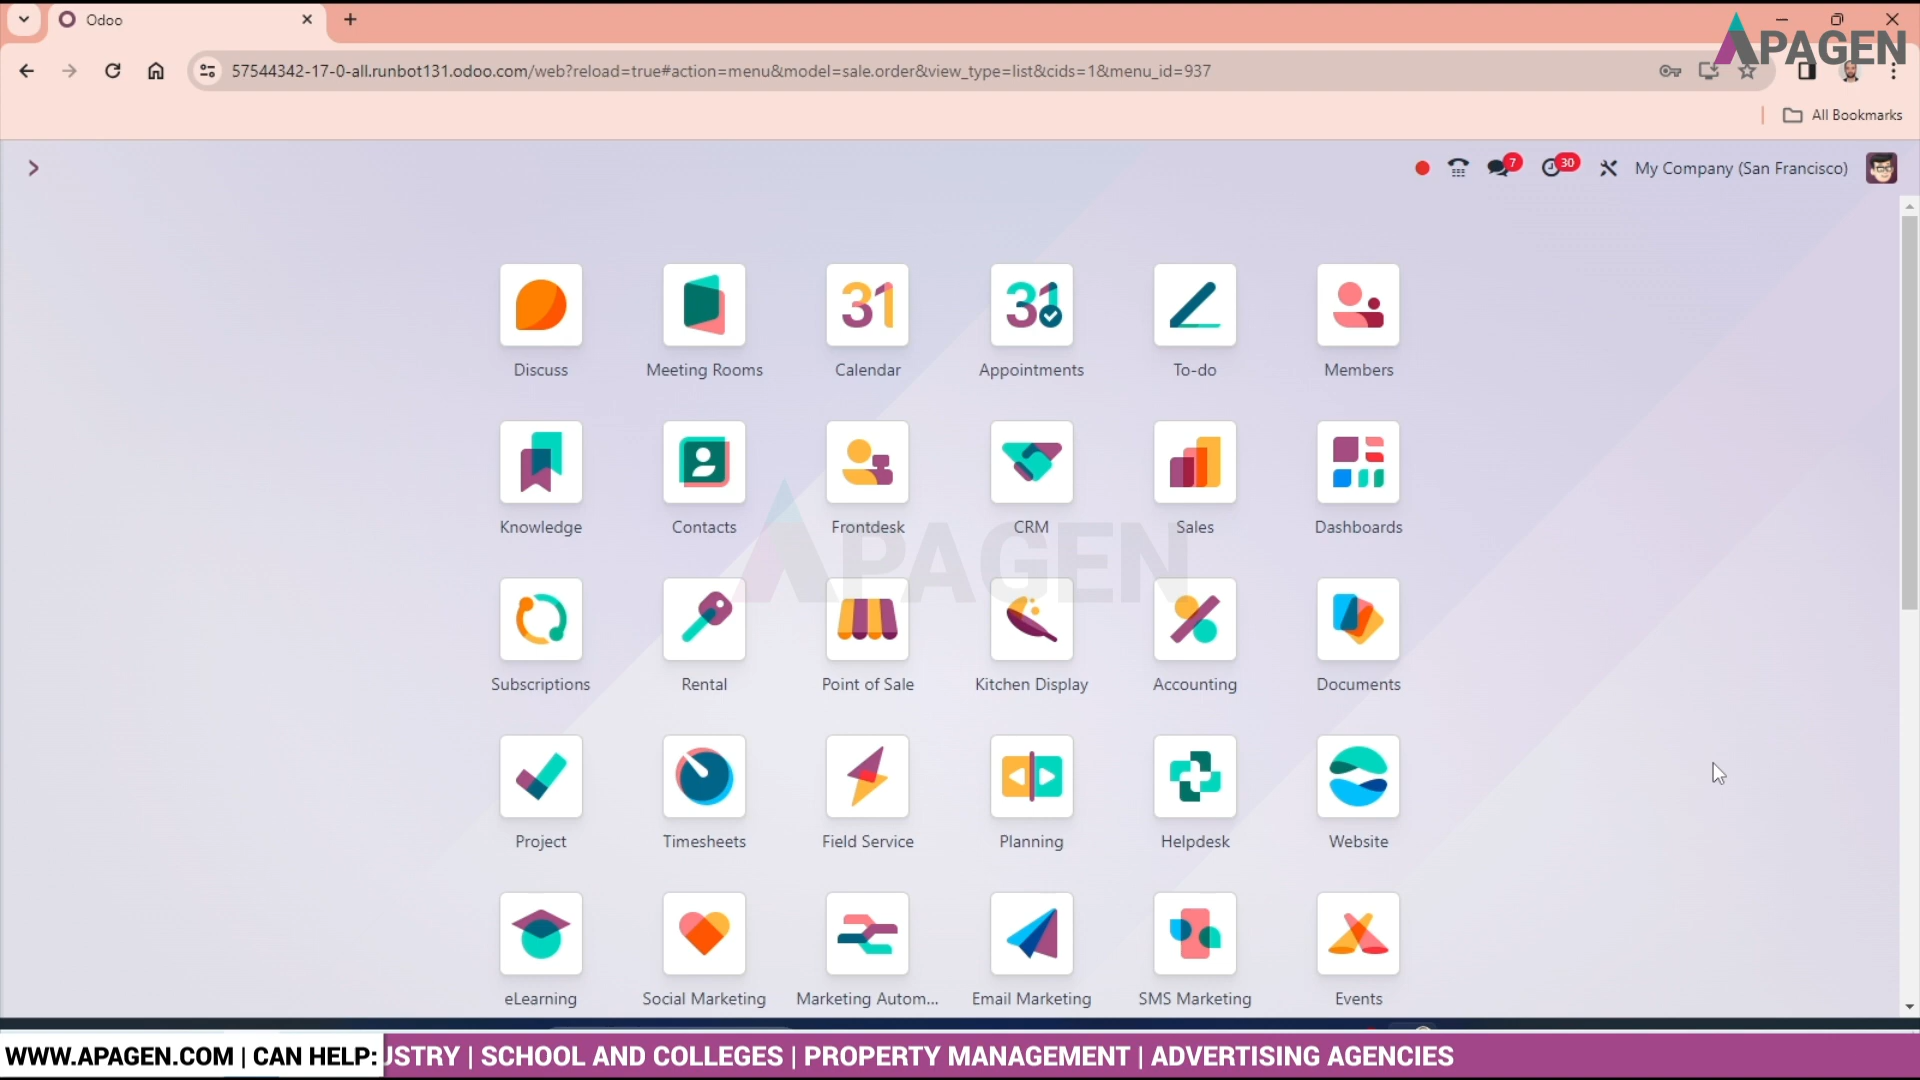 Odoo
APAGEN
57544342-17-0-all.runbot131.odoo.com/web?reload=true#action=menu&model=sale.order&view_type=list&cids=1&menu_id=937
All Bookmarks
7 30 My Company (San Francisco)
31 31
Discuss Meeting Rooms Calendar Appointments To-do Members
Knowledge Contacts Frontdesk CRM Sales Dashboards
APAGEN
Subscriptions Rental Point of Sale Kitchen Display Accounting Documents
Project Timesheets Field Service Planning Helpdesk Website
eLearning Social Marketing Marketing Autom... Email Marketing SMS Marketing Events
WWW.APAGEN.COM | CAN HELP: USTRY | SCHOOL AND COLLEGES | PROPERTY MANAGEMENT | ADVERTISING AGENCIES